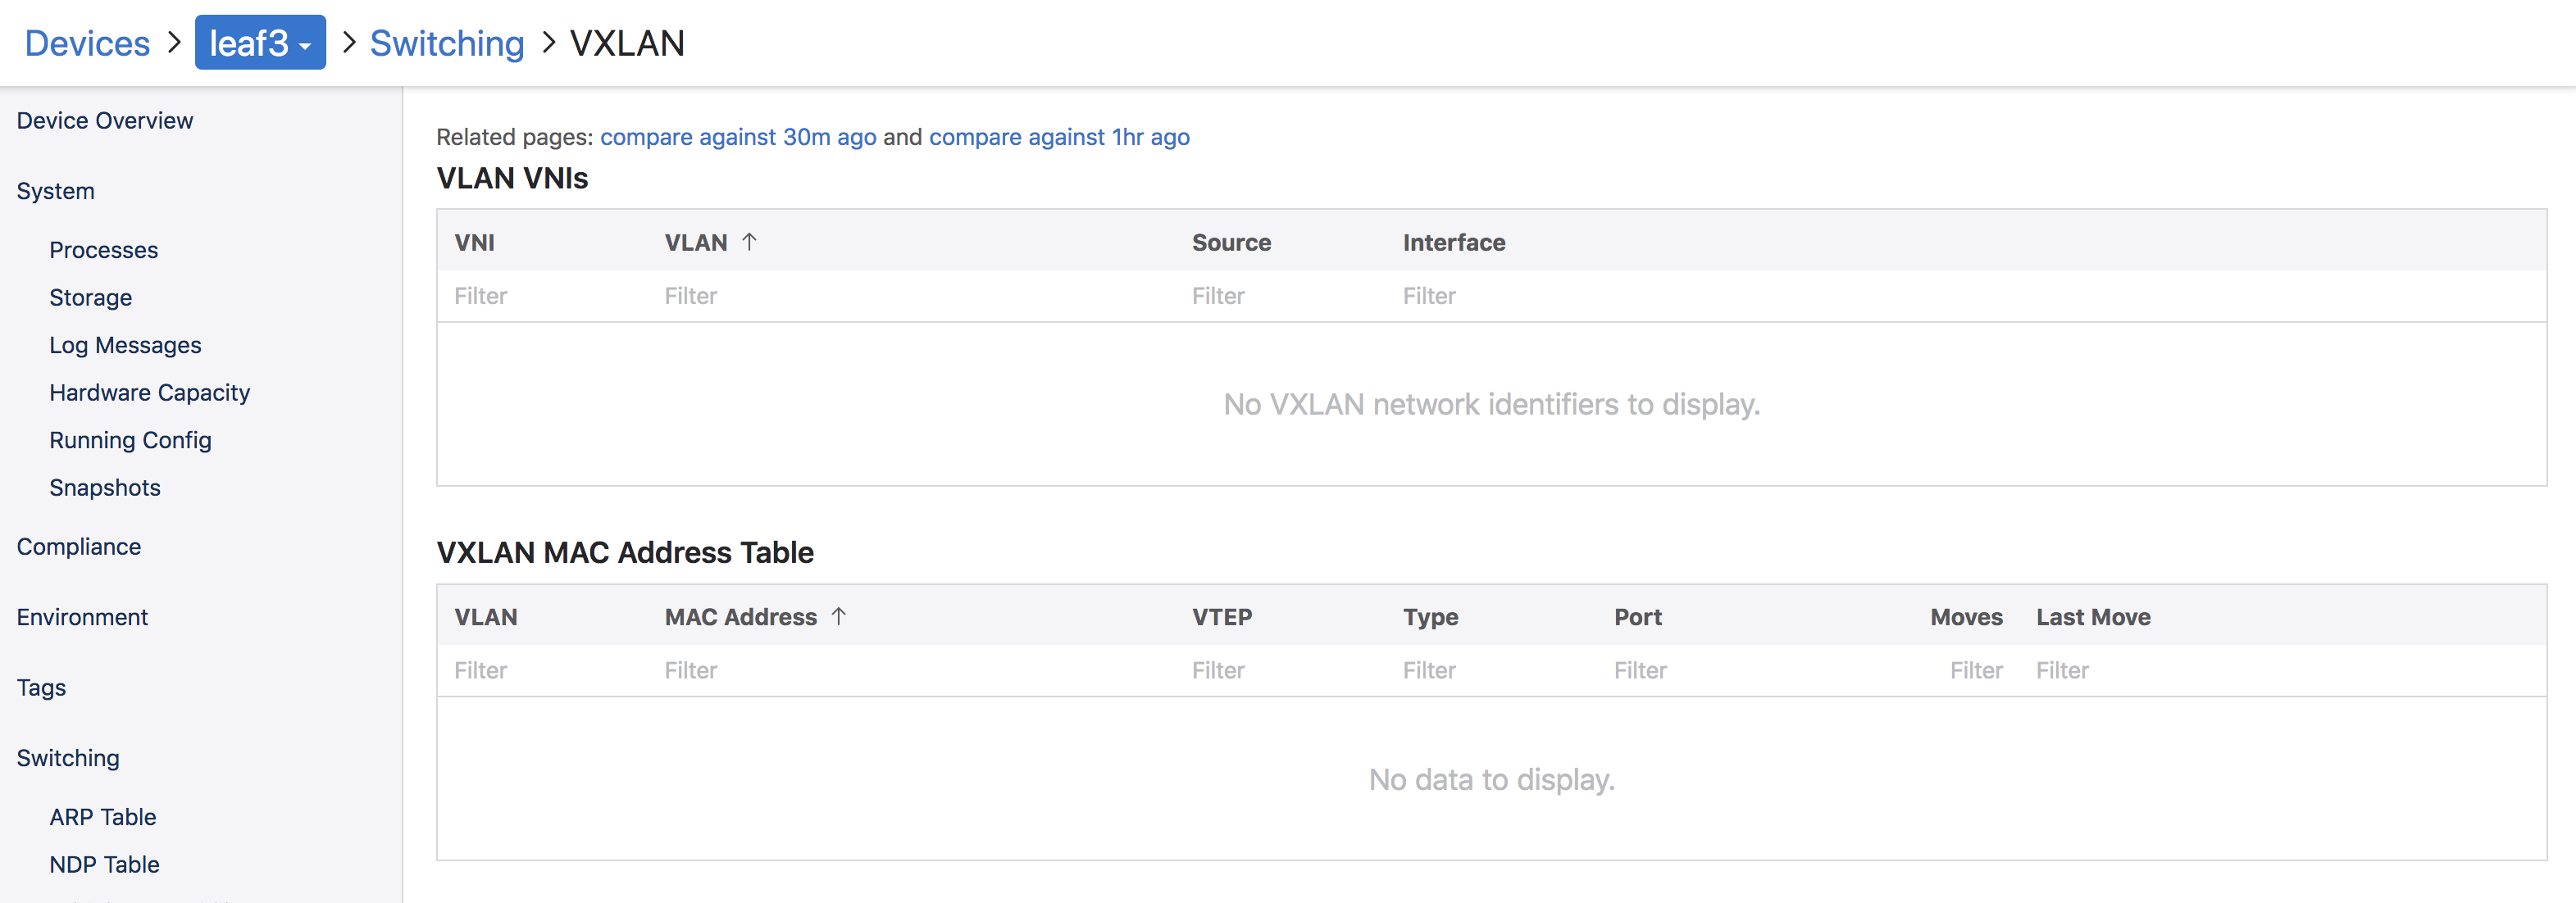 Devices > leaf3 > Switching > VXLAN
Device Overview
System
Processes
Storage
Log Messages
Hardware Capacity
Running Config
Snapshots
Compliance
Environment
Tags
Switching
ARP Table
NDP Table
Related pages: compare against 30m ago and compare against 1hr ago
VLAN VNIs
VNI VLAN ↑ Source Interface
Filter Filter Filter Filter
No VXLAN network identifiers to display.
VXLAN MAC Address Table
VLAN MAC Address ↑ VTEP Type Port Moves Last Move
Filter Filter Filter Filter Filter Filter Filter
No data to display.